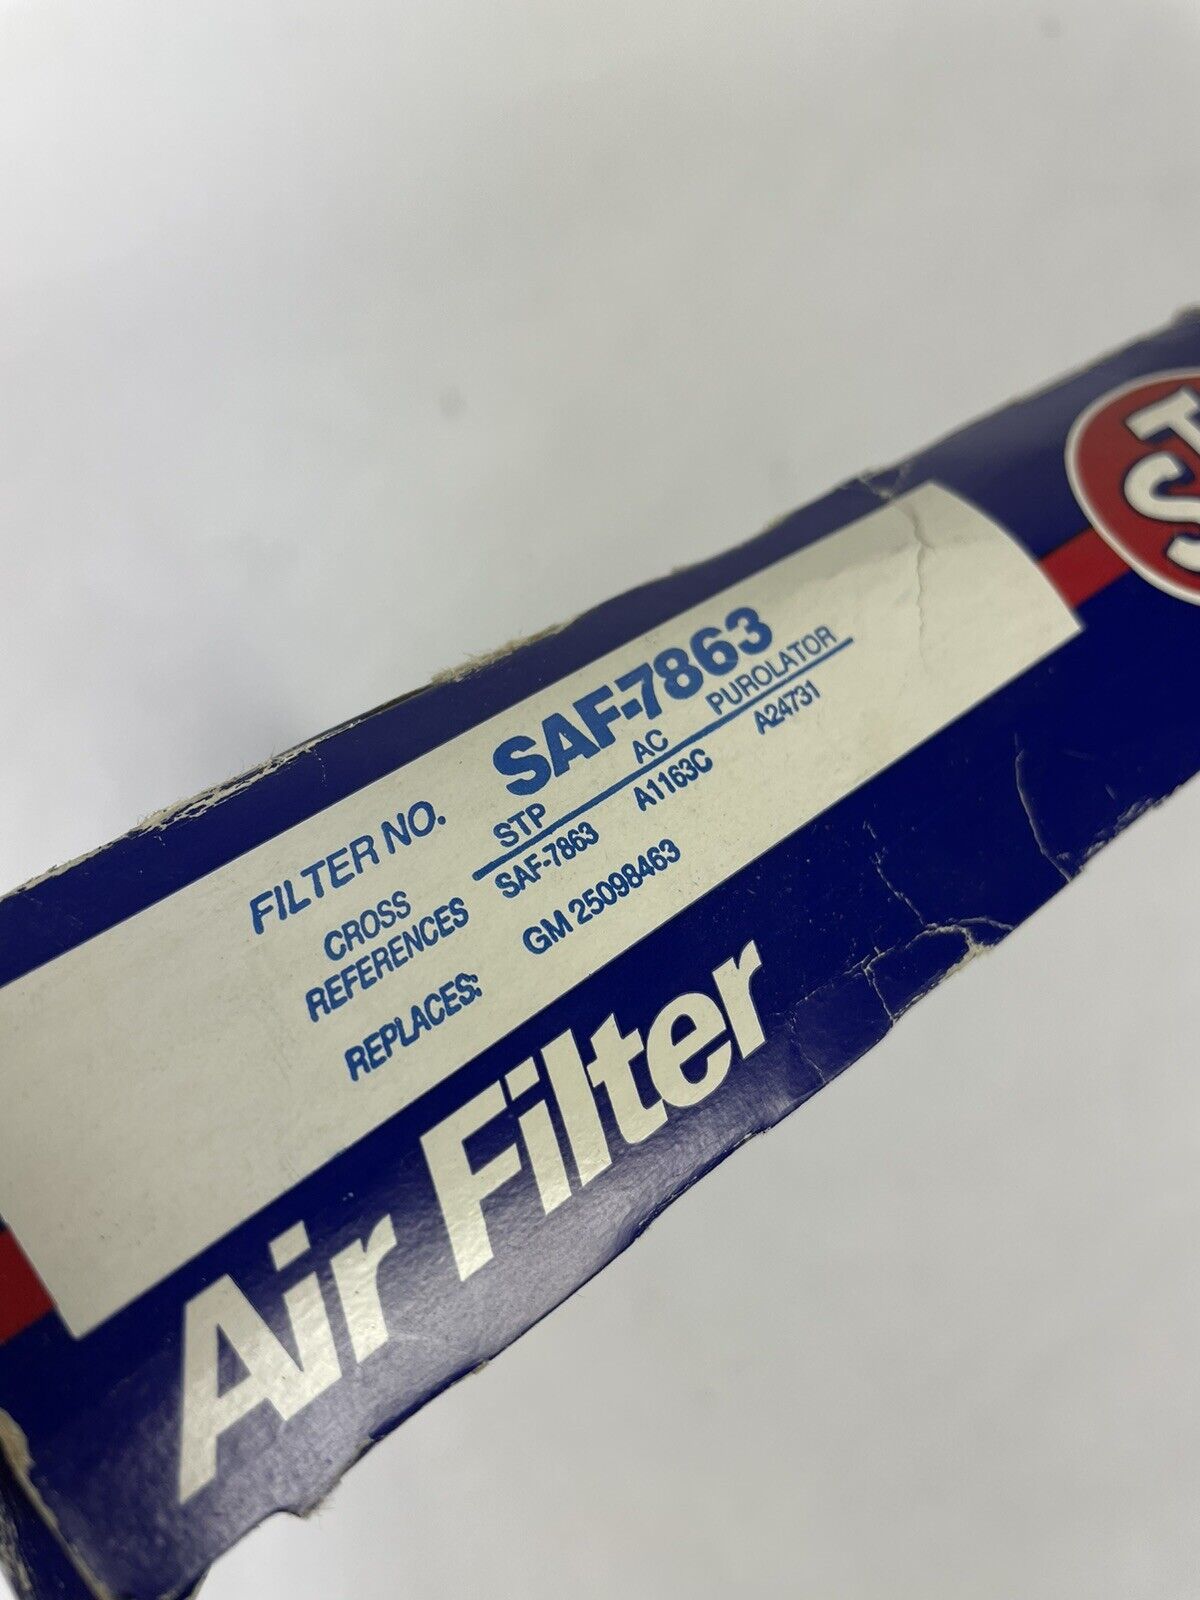 FILTER NO. SAF-7863
CROSS REFERENCES
STP AC PUROLATOR
SAF-7863 A1163C A24731
REPLACES: GM 25098463
Air Filter